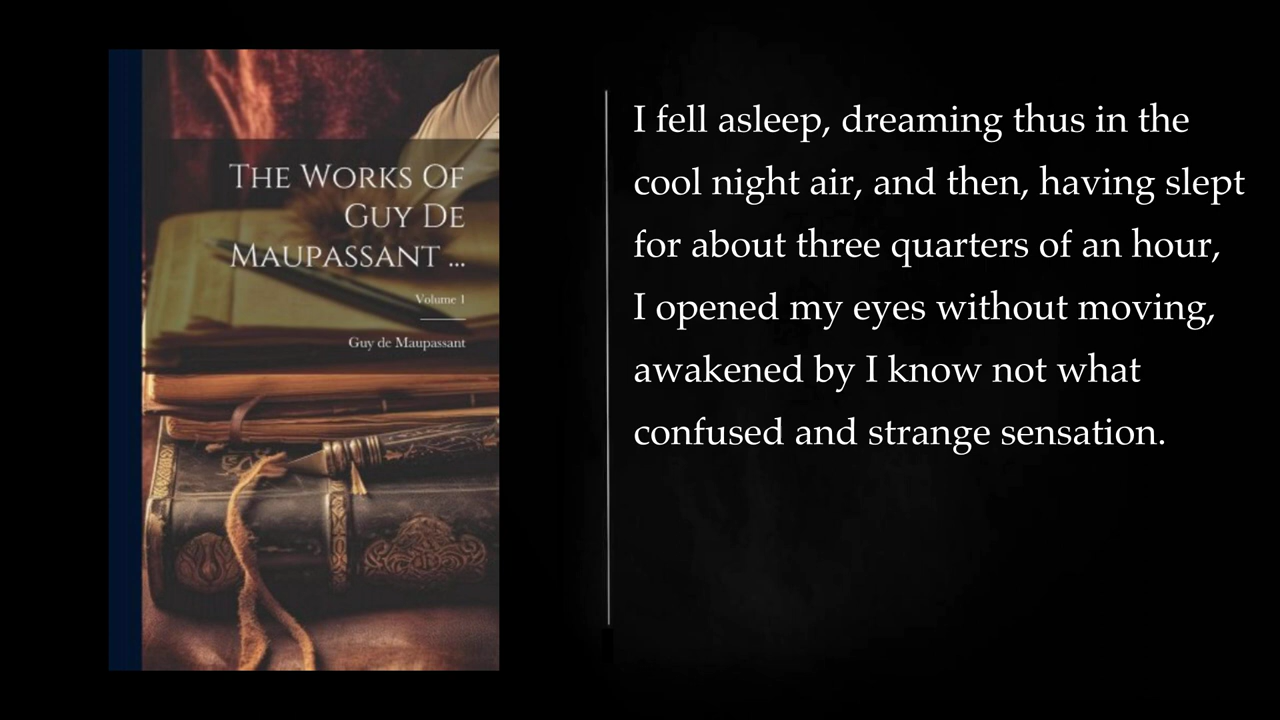 THE WORKS OF
GUY DE
MAUPASSANT ...
Volume 1
Guy de Maupassant
I fell asleep, dreaming thus in the
cool night air, and then, having slept
for about three quarters of an hour,
I opened my eyes without moving,
awakened by I know not what
confused and strange sensation.